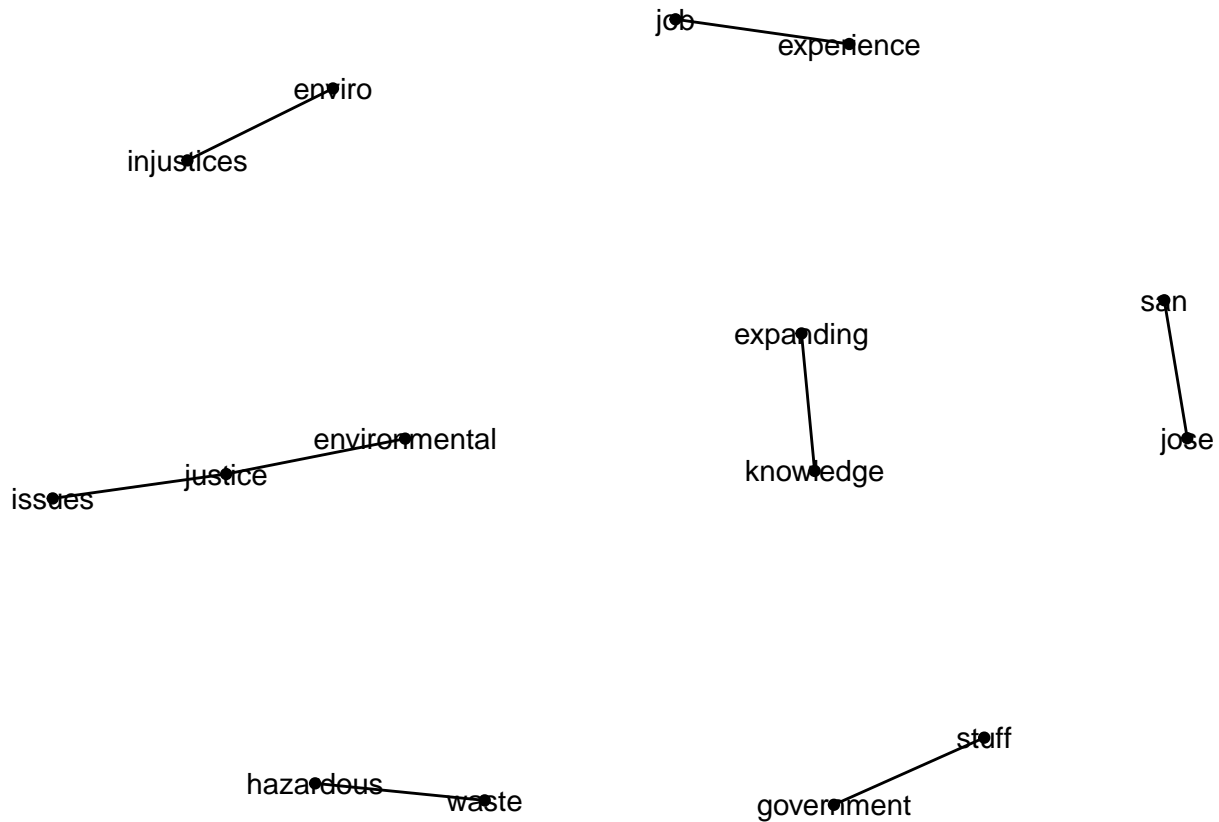 job
experience
enviro
injustices
san
expanding
environmental
jose
justice
knowledge
issues
stuff
hazardous
waste
government